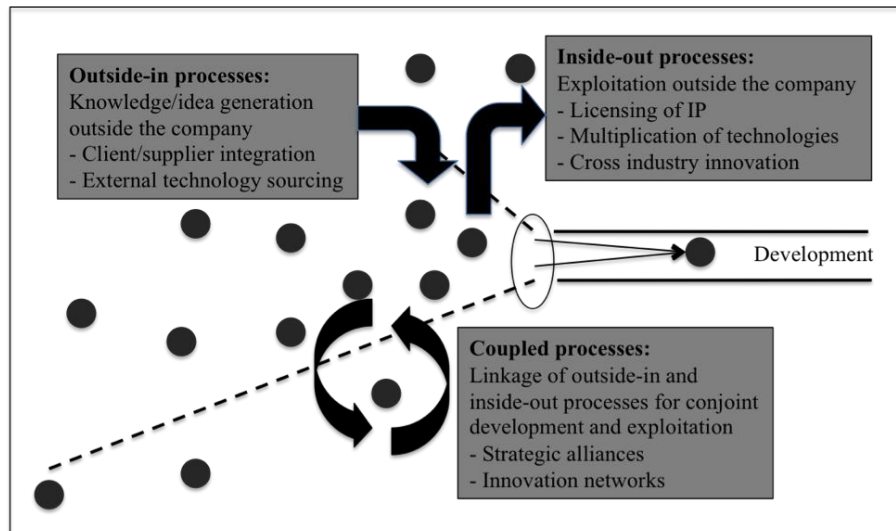 Outside-in processes:
Knowledge/idea generation
outside the company
- Client/supplier integration
- External technology sourcing
Inside-out processes:
Exploitation outside the company
- Licensing of IP
- Multiplication of technologies
- Cross industry innovation
Development
Coupled processes:
Linkage of outside-in and
inside-out processes for conjoint
development and exploitation
- Strategic alliances
- Innovation networks